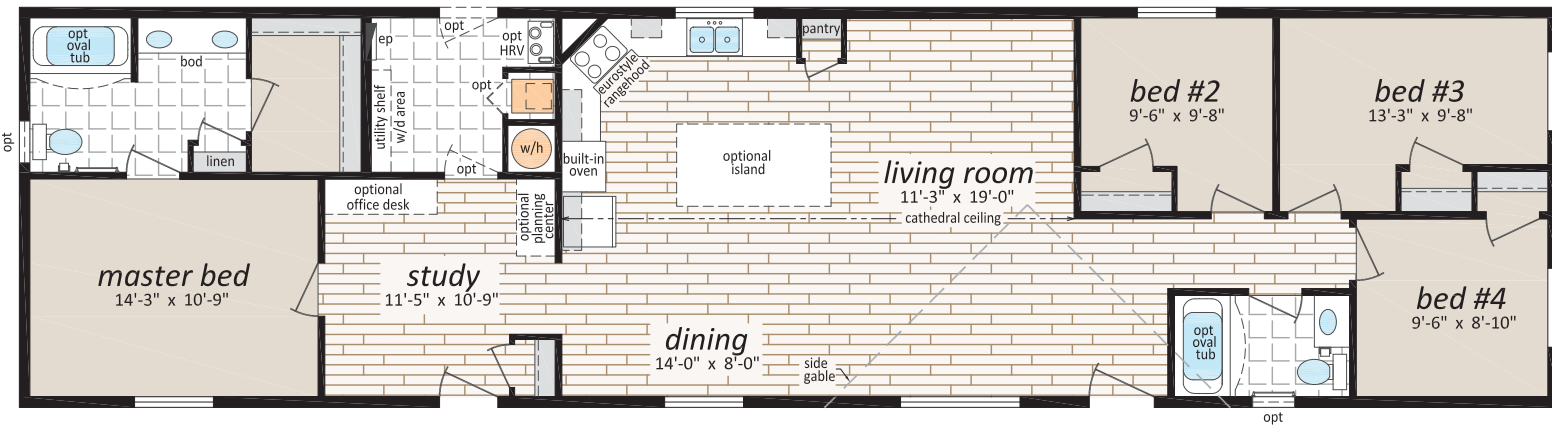 opt
oval
tub
bod
linen
opt
ep
utility shelf
w/d area
opt
opt
HRV
opt
w/h
opt
eurostyle
rangehood
pantry
built-in
oven
optional
island
living room
11'-3" x 19'-0"
cathedral ceiling
bed #2
9'-6" x 9'-8"
bed #3
13'-3" x 9'-8"
optional
office desk
optional
planning
center
master bed
14'-3" x 10'-9"
study
11'-5" x 10'-9"
dining
14'-0" x 8'-0"
side
gable
opt
oval
tub
bed #4
9'-6" x 8'-10"
opt